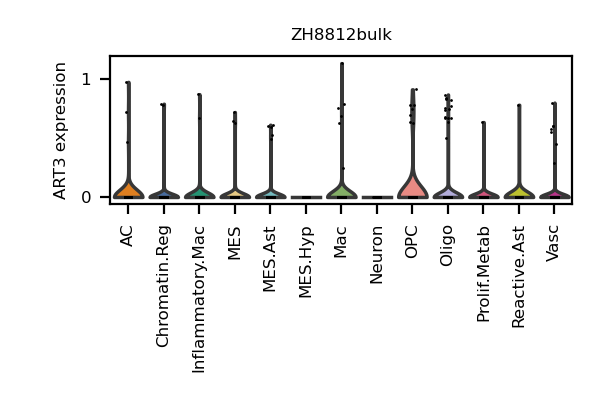 ZH8812bulk
ART3 expression
1
0
AC
Chromatin.Reg
Inflammatory.Mac
MES
MES.Ast
MES.Hyp
Mac
Neuron
OPC
Oligo
Prolif.Metab
Reactive.Ast
Vasc